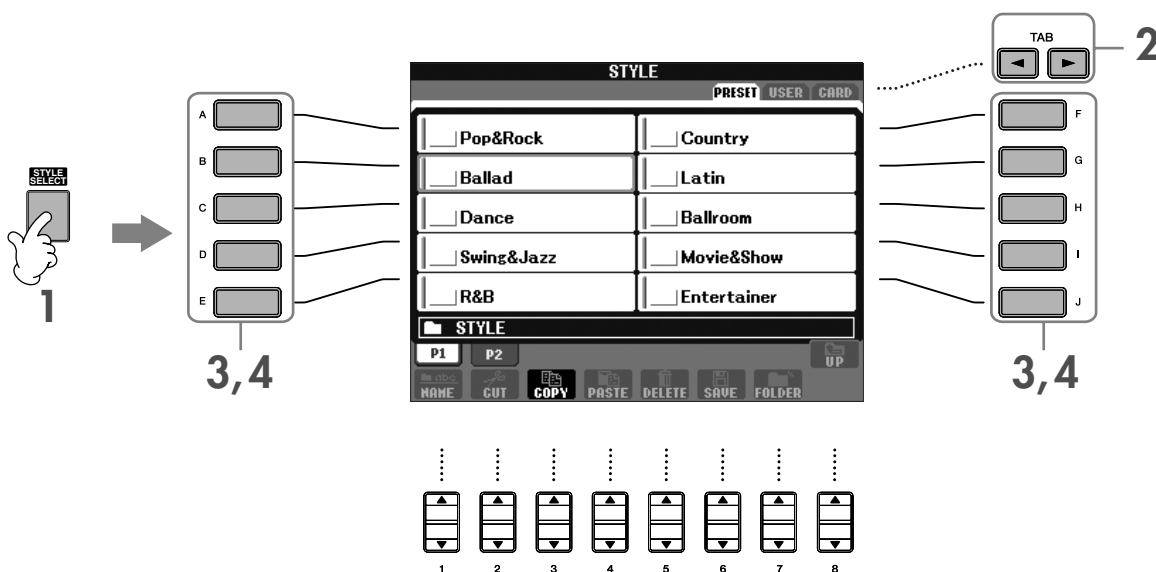 TAB
2
STYLE
PRESET USER CARD
A
Pop&Rock
Country
F
B
Ballad
Latin
G
STYLE
SELECT
C
Dance
Ballroom
H
D
Swing&Jazz
Movie&Show
I
E
R&B
Entertainer
J
1
STYLE
P1 P2
UP
3,4
3,4
abc
NAME CUT COPY PASTE DELETE SAVE FOLDER
1 2 3 4 5 6 7 8